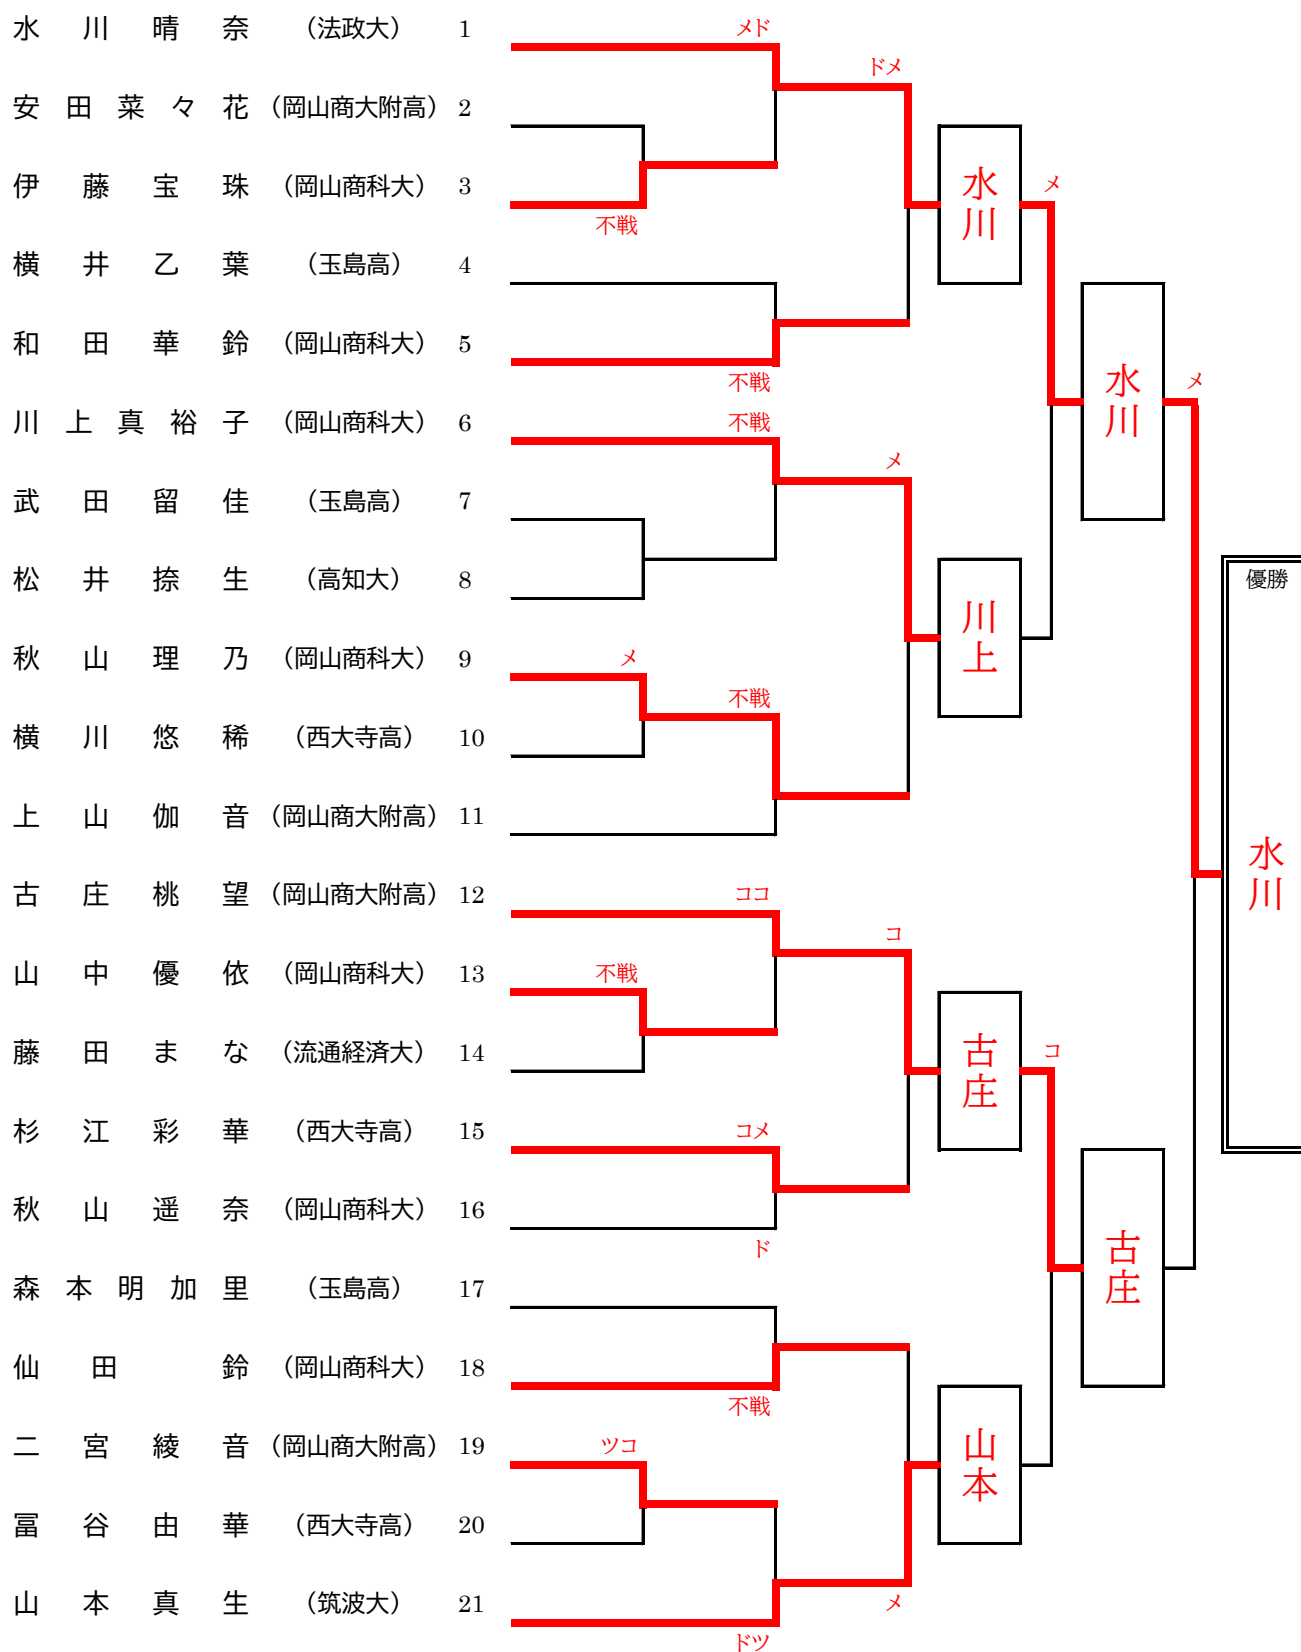 水川晴奈 （法政大） 1
メド
ドメ
安田菜々花 （岡山商大附高） 2
伊藤宝珠 （岡山商科大） 3
不戦
水川
メ
横井乙葉 （玉島高） 4
和田華鈴 （岡山商科大） 5
不戦
水川
メ
川上真裕子 （岡山商科大） 6
不戦
メ
武田留佳 （玉島高） 7
松井捺生 （高知大） 8
川上
優勝
秋山理乃 （岡山商科大） 9
メ
不戦
横川悠稀 （西大寺高） 10
上山伽音 （岡山商大附高） 11
水川
古庄桃望 （岡山商大附高） 12
ココ
コ
山中優依 （岡山商科大） 13
不戦
藤田まな （流通経済大） 14
古庄
コ
杉江彩華 （西大寺高） 15
コメ
秋山遥奈 （岡山商科大） 16
ド
森本明加里 （玉島高） 17
古庄
仙田鈴 （岡山商科大） 18
不戦
二宮綾音 （岡山商大附高） 19
ツコ
山本
冨谷由華 （西大寺高） 20
山本真生 （筑波大） 21
メ
ドツ